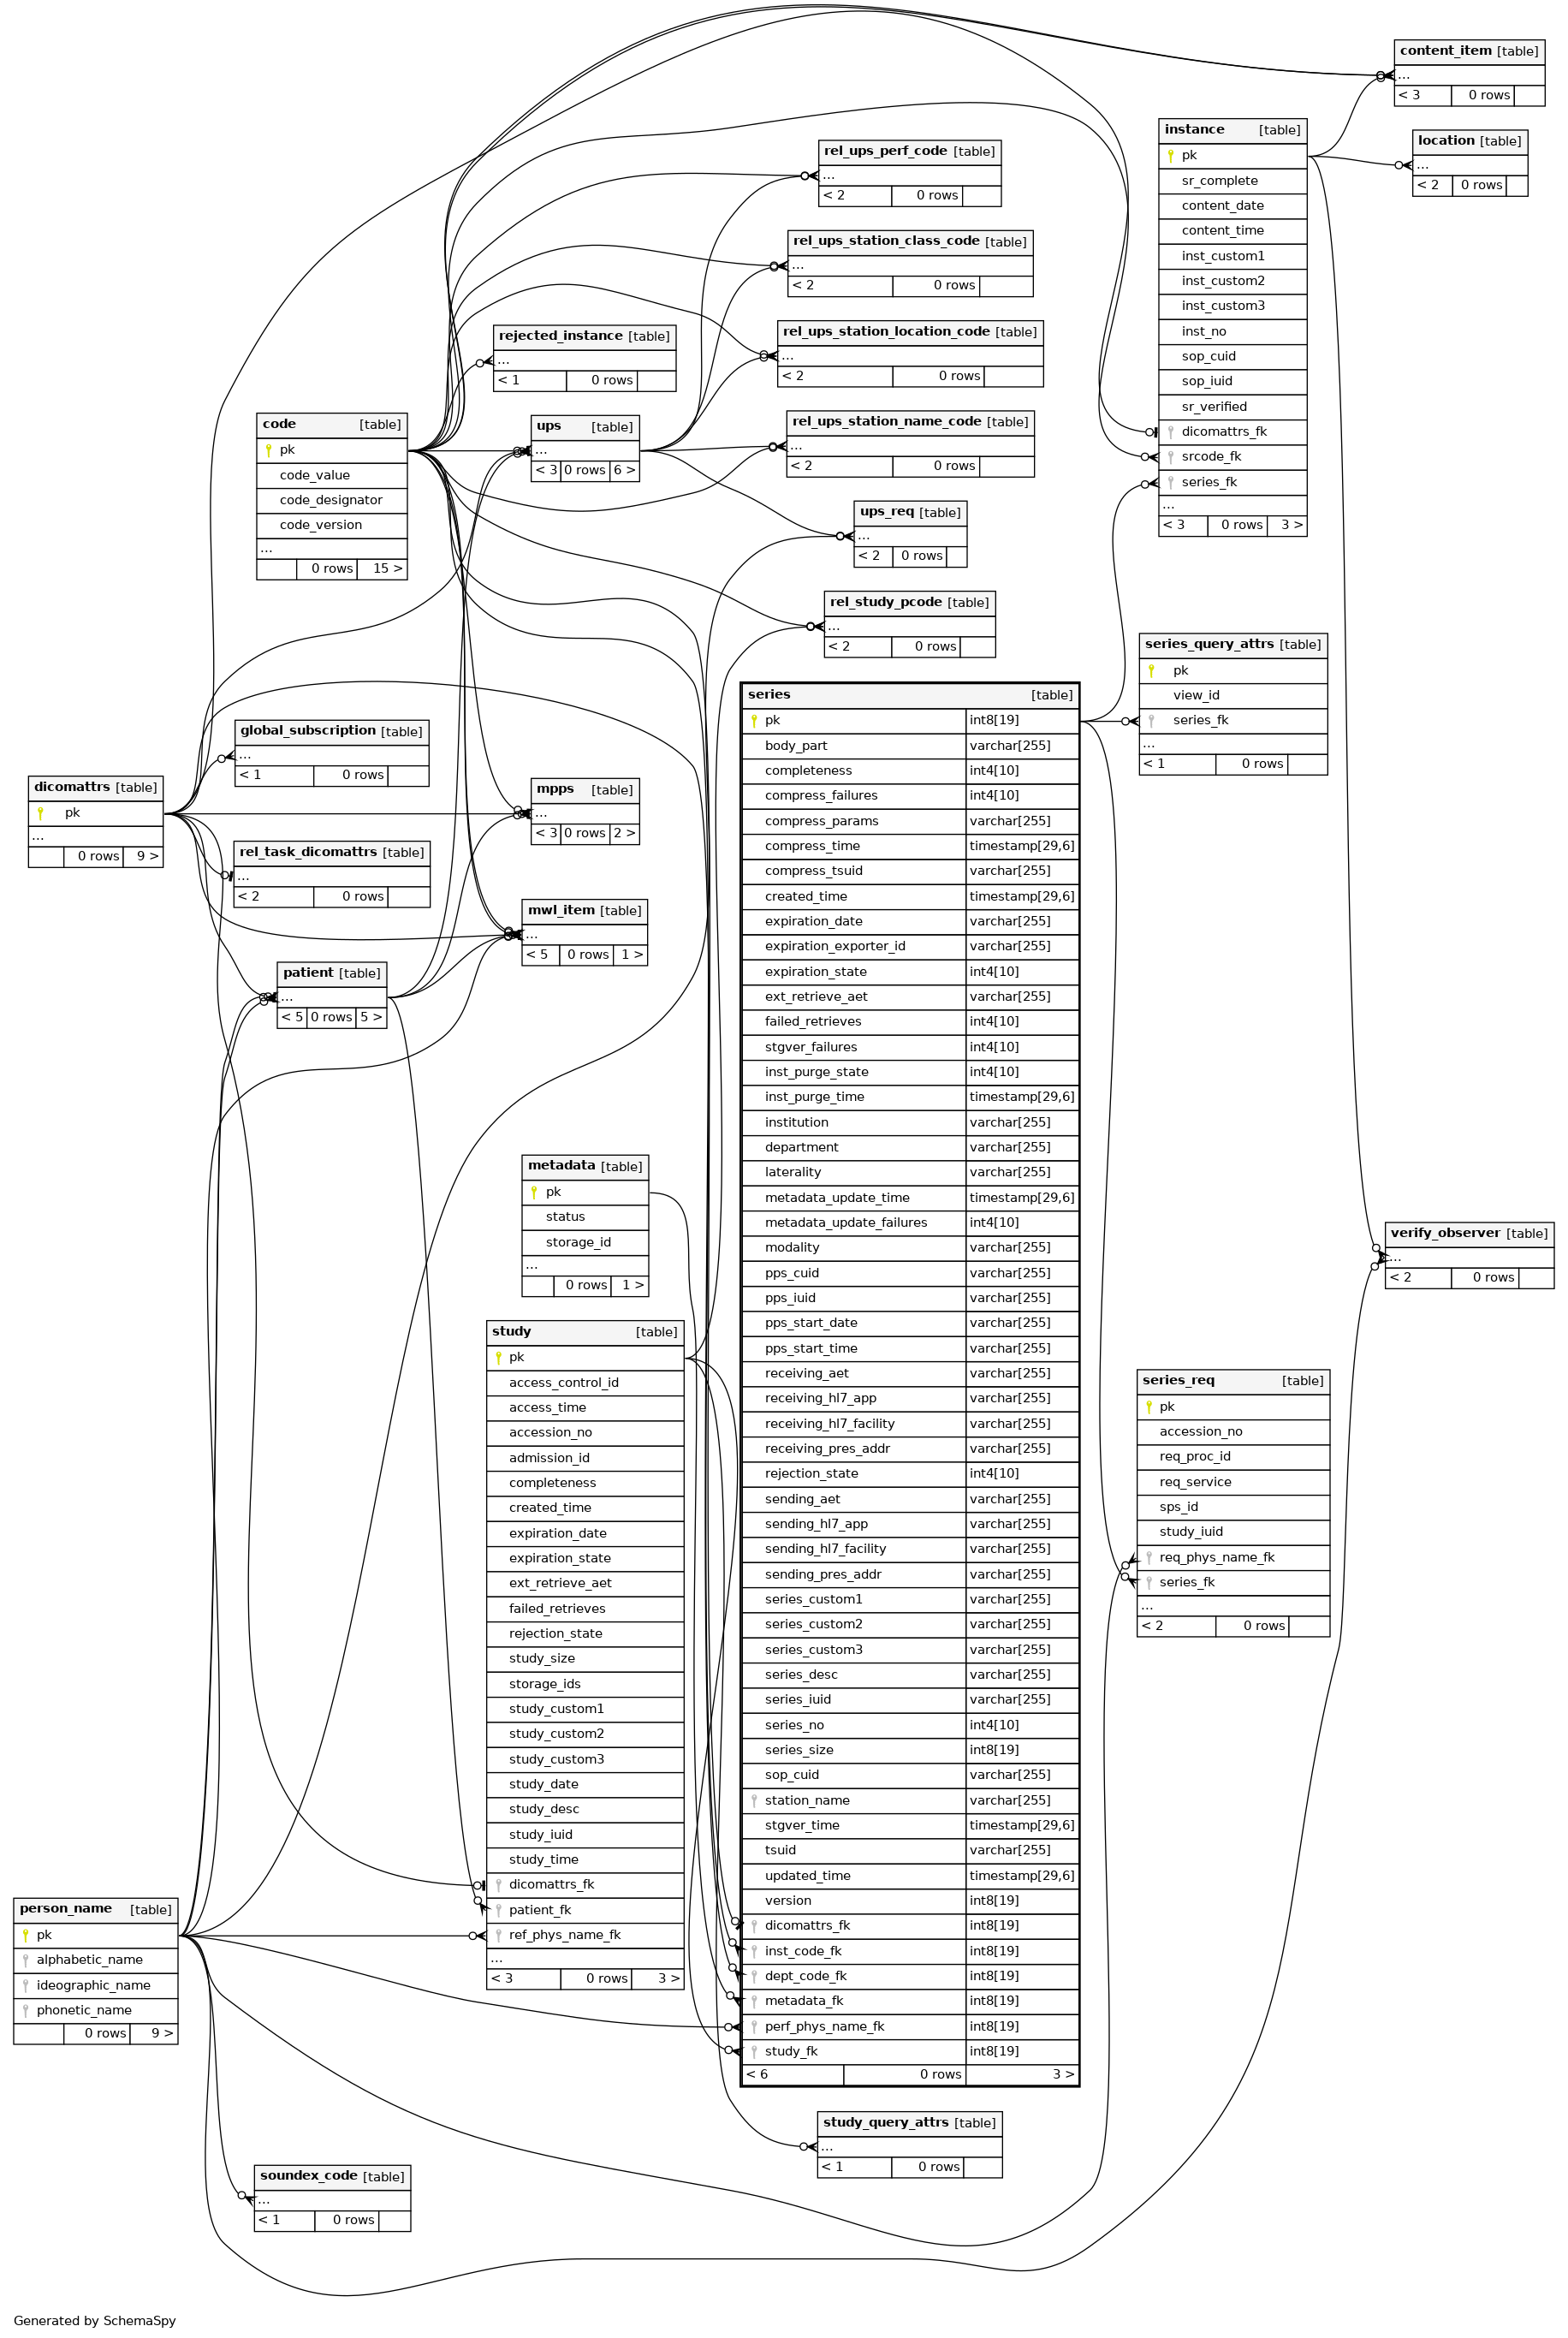 content_item [table]
...
< 3 0 rows
location [table]
...
< 2 0 rows
instance [table]
pk
sr_complete
content_date
content_time
inst_custom1
inst_custom2
inst_custom3
inst_no
sop_cuid
sop_iuid
sr_verified
dicomattrs_fk
srcode_fk
series_fk
...
< 3 0 rows 3 >
rel_ups_perf_code [table]
...
< 2 0 rows
rel_ups_station_class_code [table]
...
< 2 0 rows
rel_ups_station_location_code [table]
...
< 2 0 rows
rejected_instance [table]
...
< 1 0 rows
code [table]
pk
code_value
code_designator
code_version
...
0 rows 15 >
ups [table]
...
< 3 0 rows 6 >
rel_ups_station_name_code [table]
...
< 2 0 rows
ups_req [table]
...
< 2 0 rows
rel_study_pcode [table]
...
< 2 0 rows
series_query_attrs [table]
pk
view_id
series_fk
...
< 1 0 rows
series [table]
pk int8[19]
body_part varchar[255]
completeness int4[10]
compress_failures int4[10]
compress_params varchar[255]
compress_time timestamp[29,6]
compress_tsuid varchar[255]
created_time timestamp[29,6]
expiration_date varchar[255]
expiration_exporter_id varchar[255]
expiration_state int4[10]
ext_retrieve_aet varchar[255]
failed_retrieves int4[10]
stgver_failures int4[10]
inst_purge_state int4[10]
inst_purge_time timestamp[29,6]
institution varchar[255]
department varchar[255]
laterality varchar[255]
metadata_update_time timestamp[29,6]
metadata_update_failures int4[10]
modality varchar[255]
pps_cuid varchar[255]
pps_iuid varchar[255]
pps_start_date varchar[255]
pps_start_time varchar[255]
receiving_aet varchar[255]
receiving_hl7_app varchar[255]
receiving_hl7_facility varchar[255]
receiving_pres_addr varchar[255]
rejection_state int4[10]
sending_aet varchar[255]
sending_hl7_app varchar[255]
sending_hl7_facility varchar[255]
sending_pres_addr varchar[255]
series_custom1 varchar[255]
series_custom2 varchar[255]
series_custom3 varchar[255]
series_desc varchar[255]
series_iuid varchar[255]
series_no int4[10]
series_size int8[19]
sop_cuid varchar[255]
station_name varchar[255]
stgver_time timestamp[29,6]
tsuid varchar[255]
updated_time timestamp[29,6]
version int8[19]
dicomattrs_fk int8[19]
inst_code_fk int8[19]
dept_code_fk int8[19]
metadata_fk int8[19]
perf_phys_name_fk int8[19]
study_fk int8[19]
< 6 0 rows 3 >
global_subscription [table]
...
< 1 0 rows
dicomattrs [table]
pk
...
0 rows 9 >
mpps [table]
...
< 3 0 rows 2 >
rel_task_dicomattrs [table]
...
< 2 0 rows
mwl_item [table]
...
< 5 0 rows 1 >
patient [table]
...
< 5 0 rows 5 >
metadata [table]
pk
status
storage_id
...
0 rows 1 >
verify_observer [table]
...
< 2 0 rows
study [table]
pk
access_control_id
access_time
accession_no
admission_id
completeness
created_time
expiration_date
expiration_state
ext_retrieve_aet
failed_retrieves
rejection_state
study_size
storage_ids
study_custom1
study_custom2
study_custom3
study_date
study_desc
study_iuid
study_time
dicomattrs_fk
patient_fk
ref_phys_name_fk
...
< 3 0 rows 3 >
series_req [table]
pk
accession_no
req_proc_id
req_service
sps_id
study_iuid
req_phys_name_fk
series_fk
...
< 2 0 rows
person_name [table]
pk
alphabetic_name
ideographic_name
phonetic_name
0 rows 9 >
study_query_attrs [table]
...
< 1 0 rows
soundex_code [table]
...
< 1 0 rows
Generated by SchemaSpy